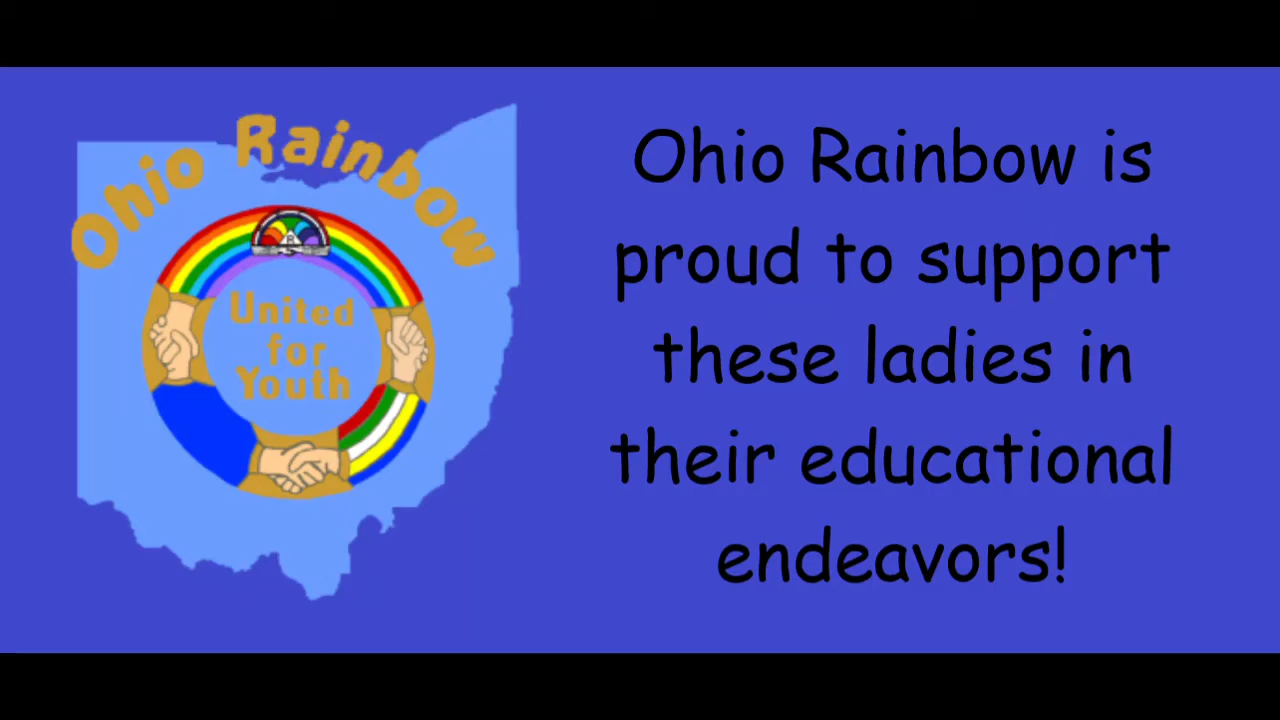 Ohio Rainbow
United
for
Youth
Ohio Rainbow is
proud to support
these ladies in
their educational
endeavors!